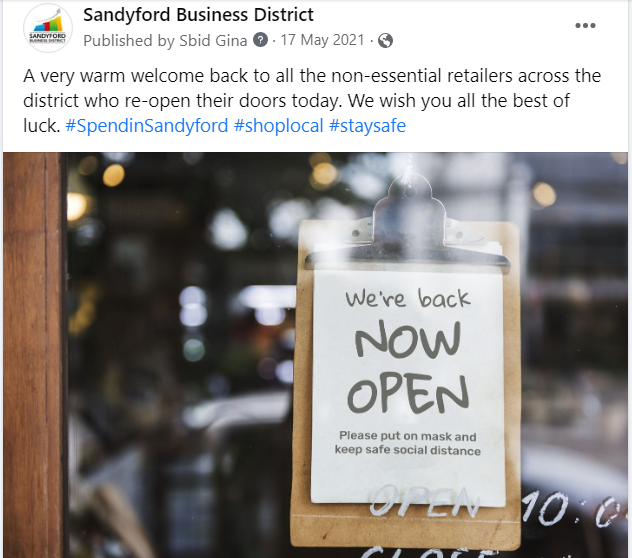 SANDYFORD
BUSINESS DISTRICT
Sandyford Business District
Published by Sbid Gina ? · 17 May 2021 ·
A very warm welcome back to all the non-essential retailers across the
district who re-open their doors today. We wish you all the best of
luck. #SpendinSandyford #shoplocal #staysafe
We're back
NOW
OPEN
Please put on mask and
keep safe social distance
OPEN 10:0
CLOSE